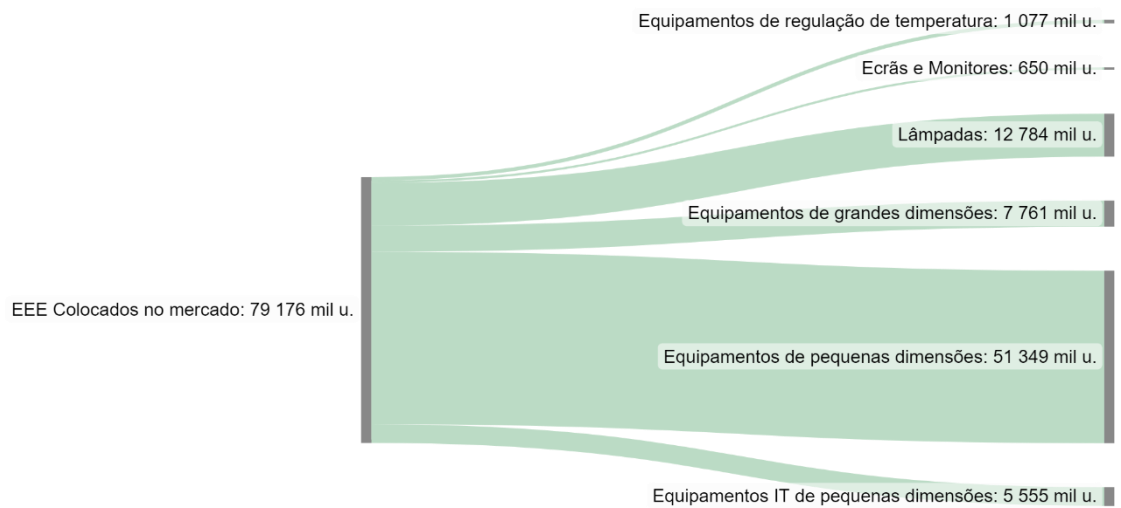 Equipamentos de regulação de temperatura: 1 077 mil u.
Ecrãs e Monitores: 650 mil u.
Lâmpadas: 12 784 mil u.
Equipamentos de grandes dimensões: 7 761 mil u.
EEE Colocados no mercado: 79 176 mil u.
Equipamentos de pequenas dimensões: 51 349 mil u.
Equipamentos IT de pequenas dimensões: 5 555 mil u.